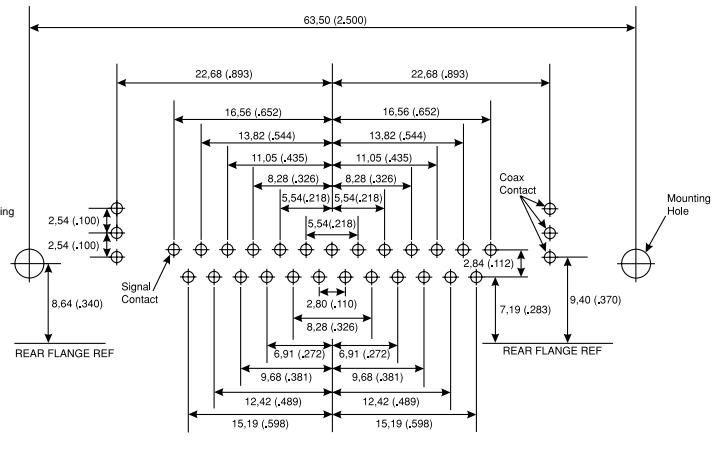 63,50 (2.500)
22,68 (.893) 22,68 (.893)
16,56 (.652) 16,56 (.652)
13,82 (.544) 13,82 (.544)
11,05 (.435) 11,05 (.435)
8,28 (.326) 8,28 (.326)
Coax
Contact
5,54(.218) 5,54(.218)
Mounting
Hole
ing
2,54 (.100)
5,54(.218)
2,54 (.100)
2,84 (.112)
Signal
Contact
8,64 (.340)
2,80 (.110)
7,19 (.283)
9,40 (.370)
8,28 (.326)
REAR FLANGE REF
6,91 (.272) 6,91 (.272)
REAR FLANGE REF
9,68 (.381) 9,68 (.381)
12,42 (.489) 12,42 (.489)
15,19 (.598) 15,19 (.598)